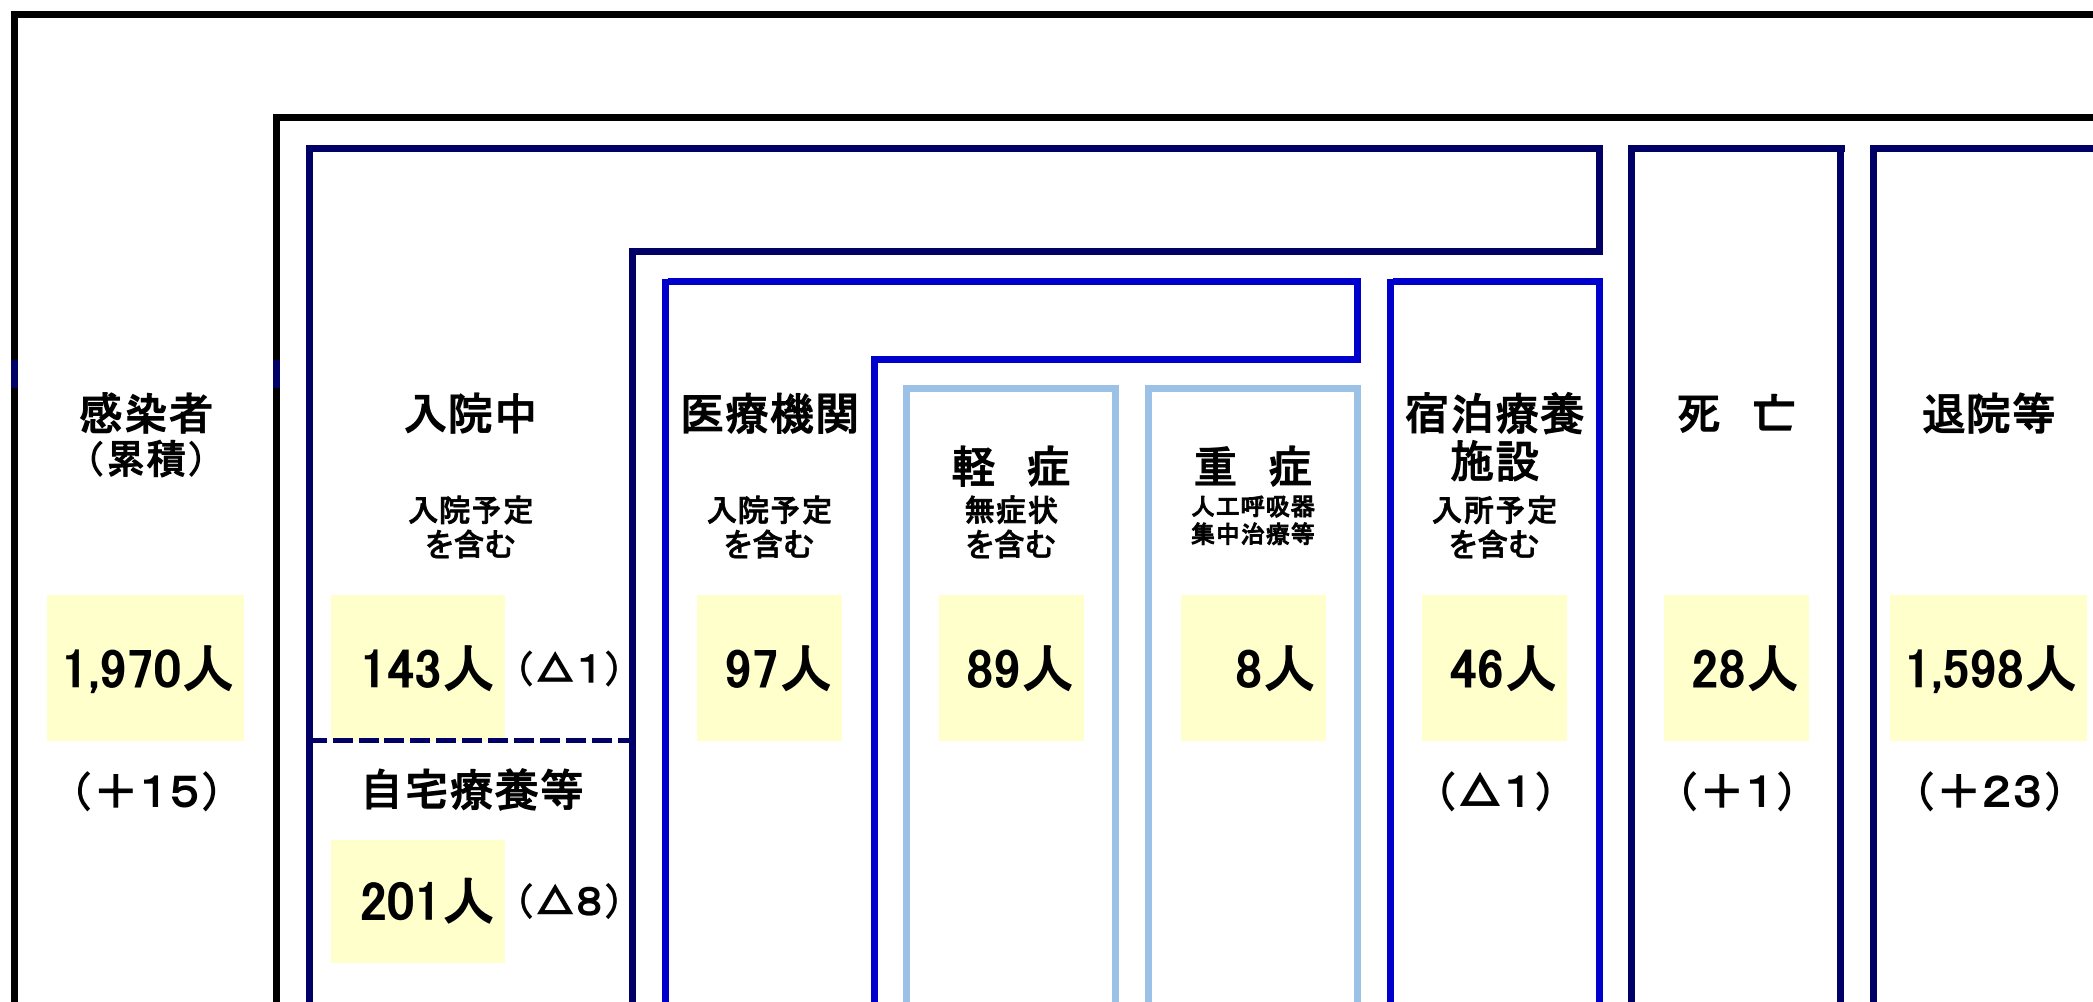 感染者
（累積）
1,970人
（＋15）
入院中
入院予定
を含む
143人 （△1）
自宅療養等
201人 （△8）
医療機関
入院予定
を含む
97人
軽 症
無症状
を含む
89人
重 症
人工呼吸器
集中治療等
8人
宿泊療養
施設
入所予定
を含む
46人
（△1）
死 亡
28人
（＋1）
退院等
1,598人
（＋23）